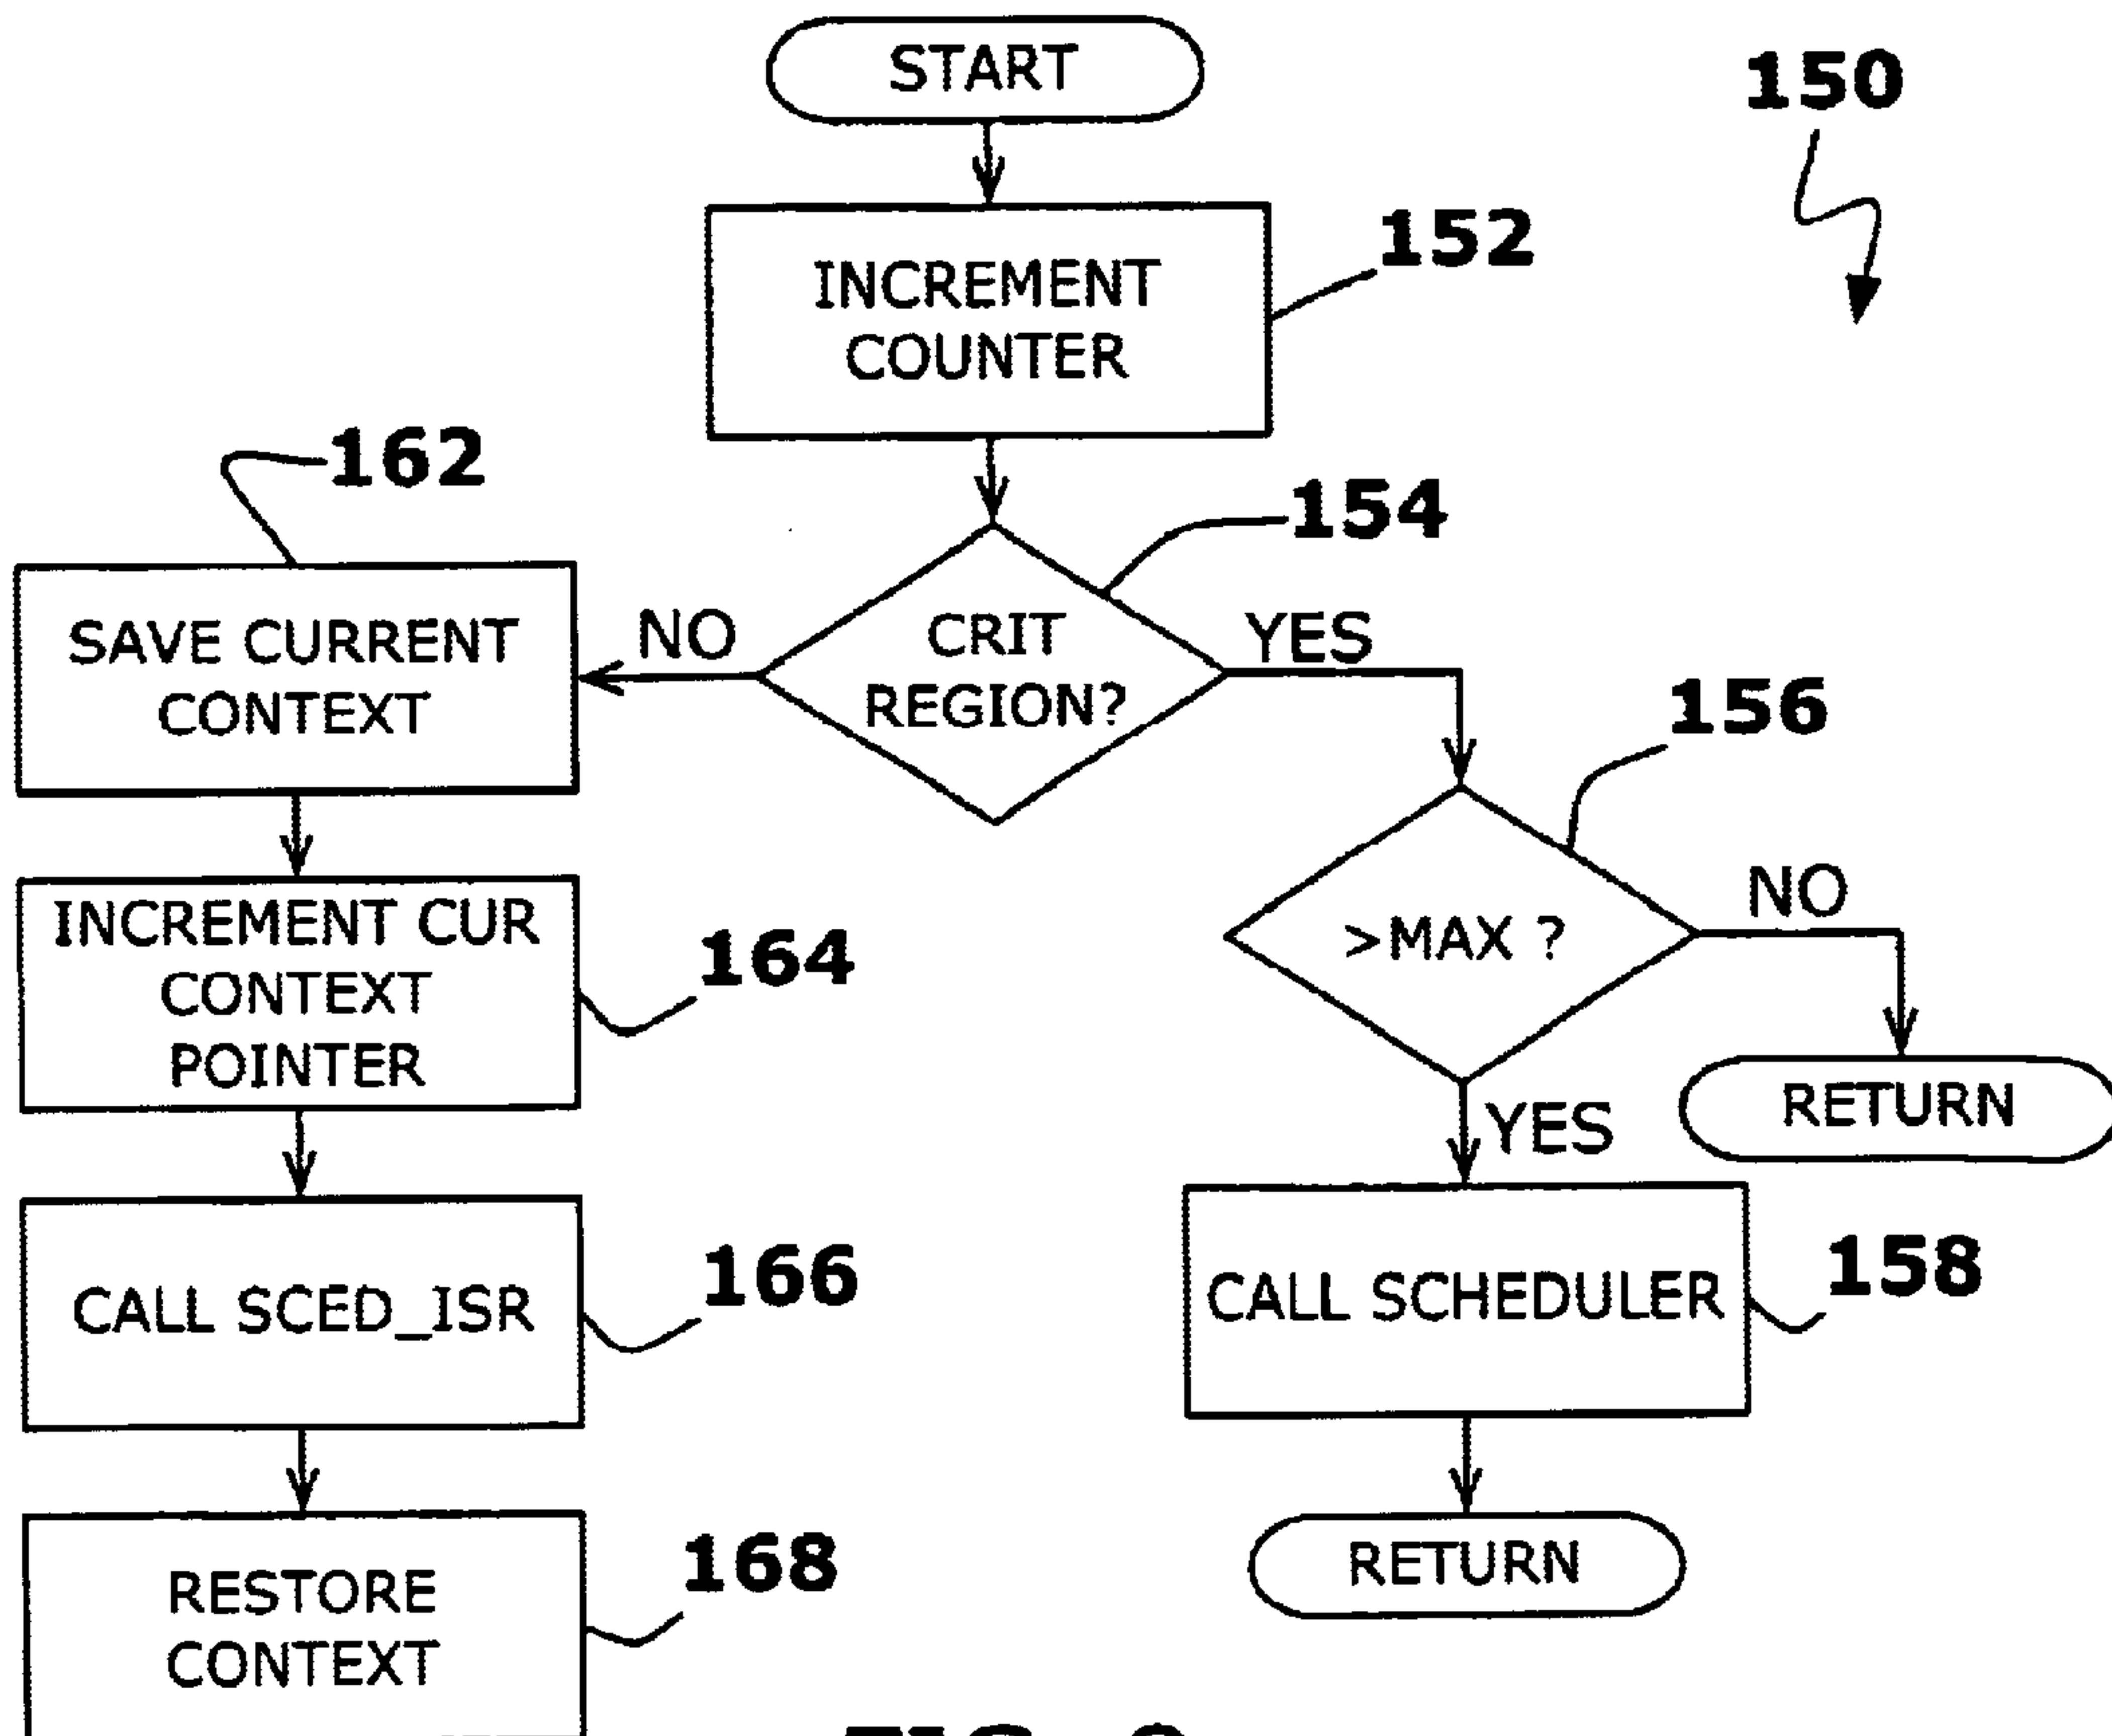 START
150
152
INCREMENT
COUNTER
162
154
SAVE CURRENT
CONTEXT
NO
CRIT
REGION?
YES
156
INCREMENT CUR
CONTEXT
POINTER
164
>MAX ?
NO
RETURN
YES
CALL SCED_ISR
166
CALL SCHEDULER
158
RESTORE
CONTEXT
168
RETURN